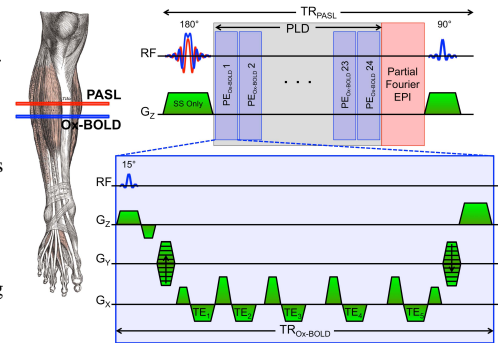 TR_PASL
180°
PLD
90°
RF
PE_Ox-BOLD 1
PE_Ox-BOLD 2
. . .
PE_Ox-BOLD 23
PE_Ox-BOLD 24
Partial
Fourier
EPI
PASL
Ox-BOLD
G_Z
SS Only
15°
RF
G_Z
G_Y
G_X
TE_1
TE_2
TE_3
TE_4
TE_5
TR_Ox-BOLD
s
g